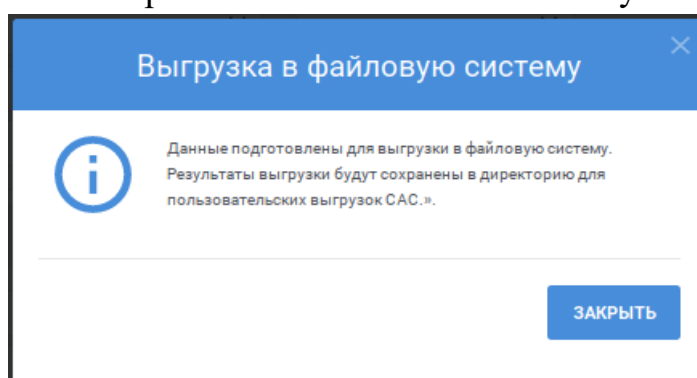 Выгрузка в файловую систему
Данные подготовлены для выгрузки в файловую систему.
Результаты выгрузки будут сохранены в директорию для
пользовательских выгрузок САС.».
ЗАКРЫТЬ